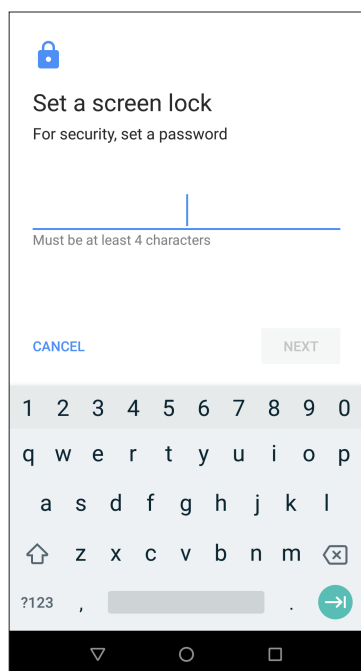 Set a screen lock
For security, set a password
Must be at least 4 characters
CANCEL NEXT
1 2 3 4 5 6 7 8 9 0
q w e r t y u i o p
a s d f g h j k l
z x c v b n m
?123 , .